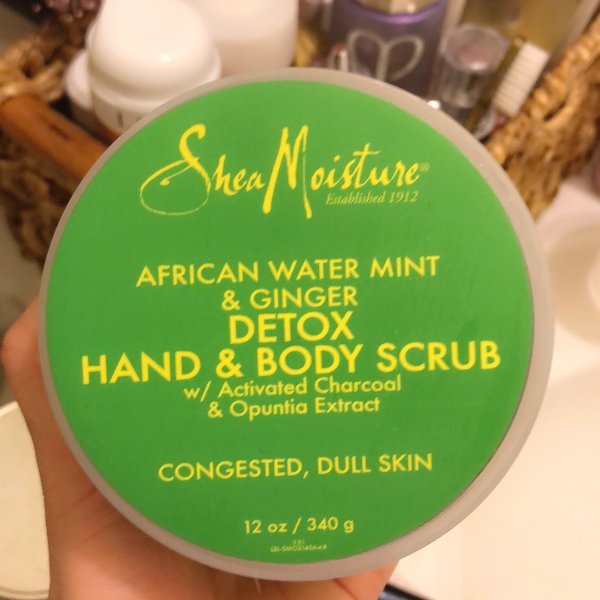 SheaMoisture®
Established 1912
AFRICAN WATER MINT
& GINGER
DETOX
HAND & BODY SCRUB
w/ Activated Charcoal
& Opuntia Extract
CONGESTED, DULL SKIN
12 oz / 340 g